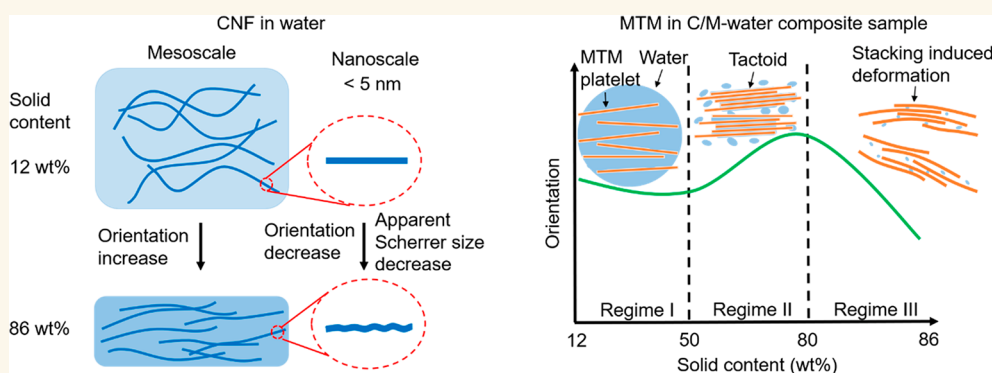 CNF in water
Mesoscale
Nanoscale
< 5 nm
Solid
content
12 wt%
Orientation
increase
Orientation
decrease
Apparent
Scherrer size
decrease
86 wt%
MTM in C/M-water composite sample
MTM
platelet
Water
Tactoid
Stacking induced
deformation
Orientation
Regime I
Regime II
Regime III
12
50
80
86
Solid content (wt%)